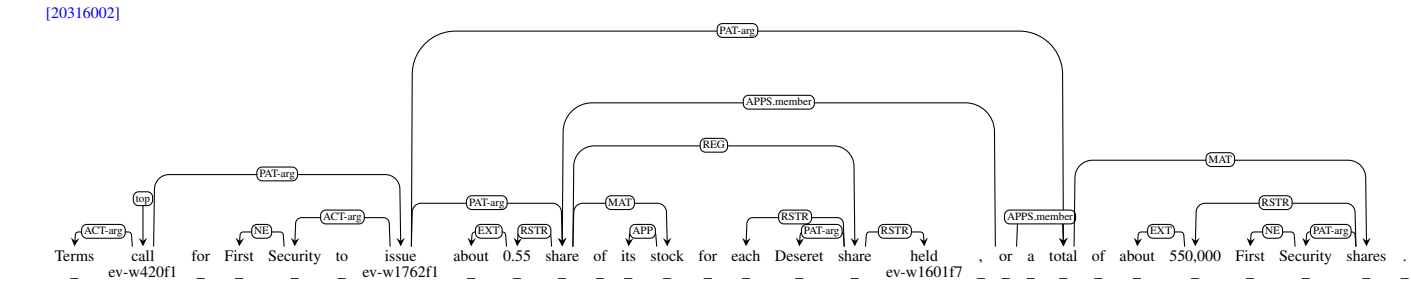 [20316002]
PAT-arg
APPS.member
REG
MAT
PAT-arg
top
PAT-arg MAT RSTR
ACT-arg APPS.member RSTR
ACT-arg NE EXT RSTR APP PAT-arg RSTR EXT NE PAT-arg
Terms call for First Security to issue about 0.55 share of its stock for each Deseret share held , or a total of about 550,000 First Security shares .
_ ev-w420f1 _ _ _ _ ev-w1762f1 _ _ _ _ _ _ _ _ _ _ ev-w1601f7 _ _ _ _ _ _ _ _ _ _ _